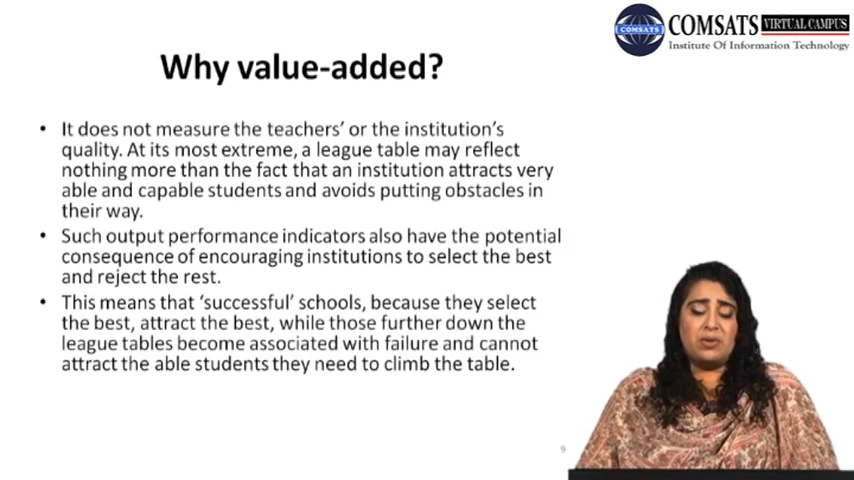 COMSATS VIRTUAL CAMPUS
COMSATS
Institute Of Information Technology
Why value-added?
• It does not measure the teachers’ or the institution’s
quality. At its most extreme, a league table may reflect
nothing more than the fact that an institution attracts very
able and capable students and avoids putting obstacles in
their way.
• Such output performance indicators also have the potential
consequence of encouraging institutions to select the best
and reject the rest.
• This means that ‘successful’ schools, because they select
the best, attract the best, while those further down the
league tables become associated with failure and cannot
attract the able students they need to climb the table.
9